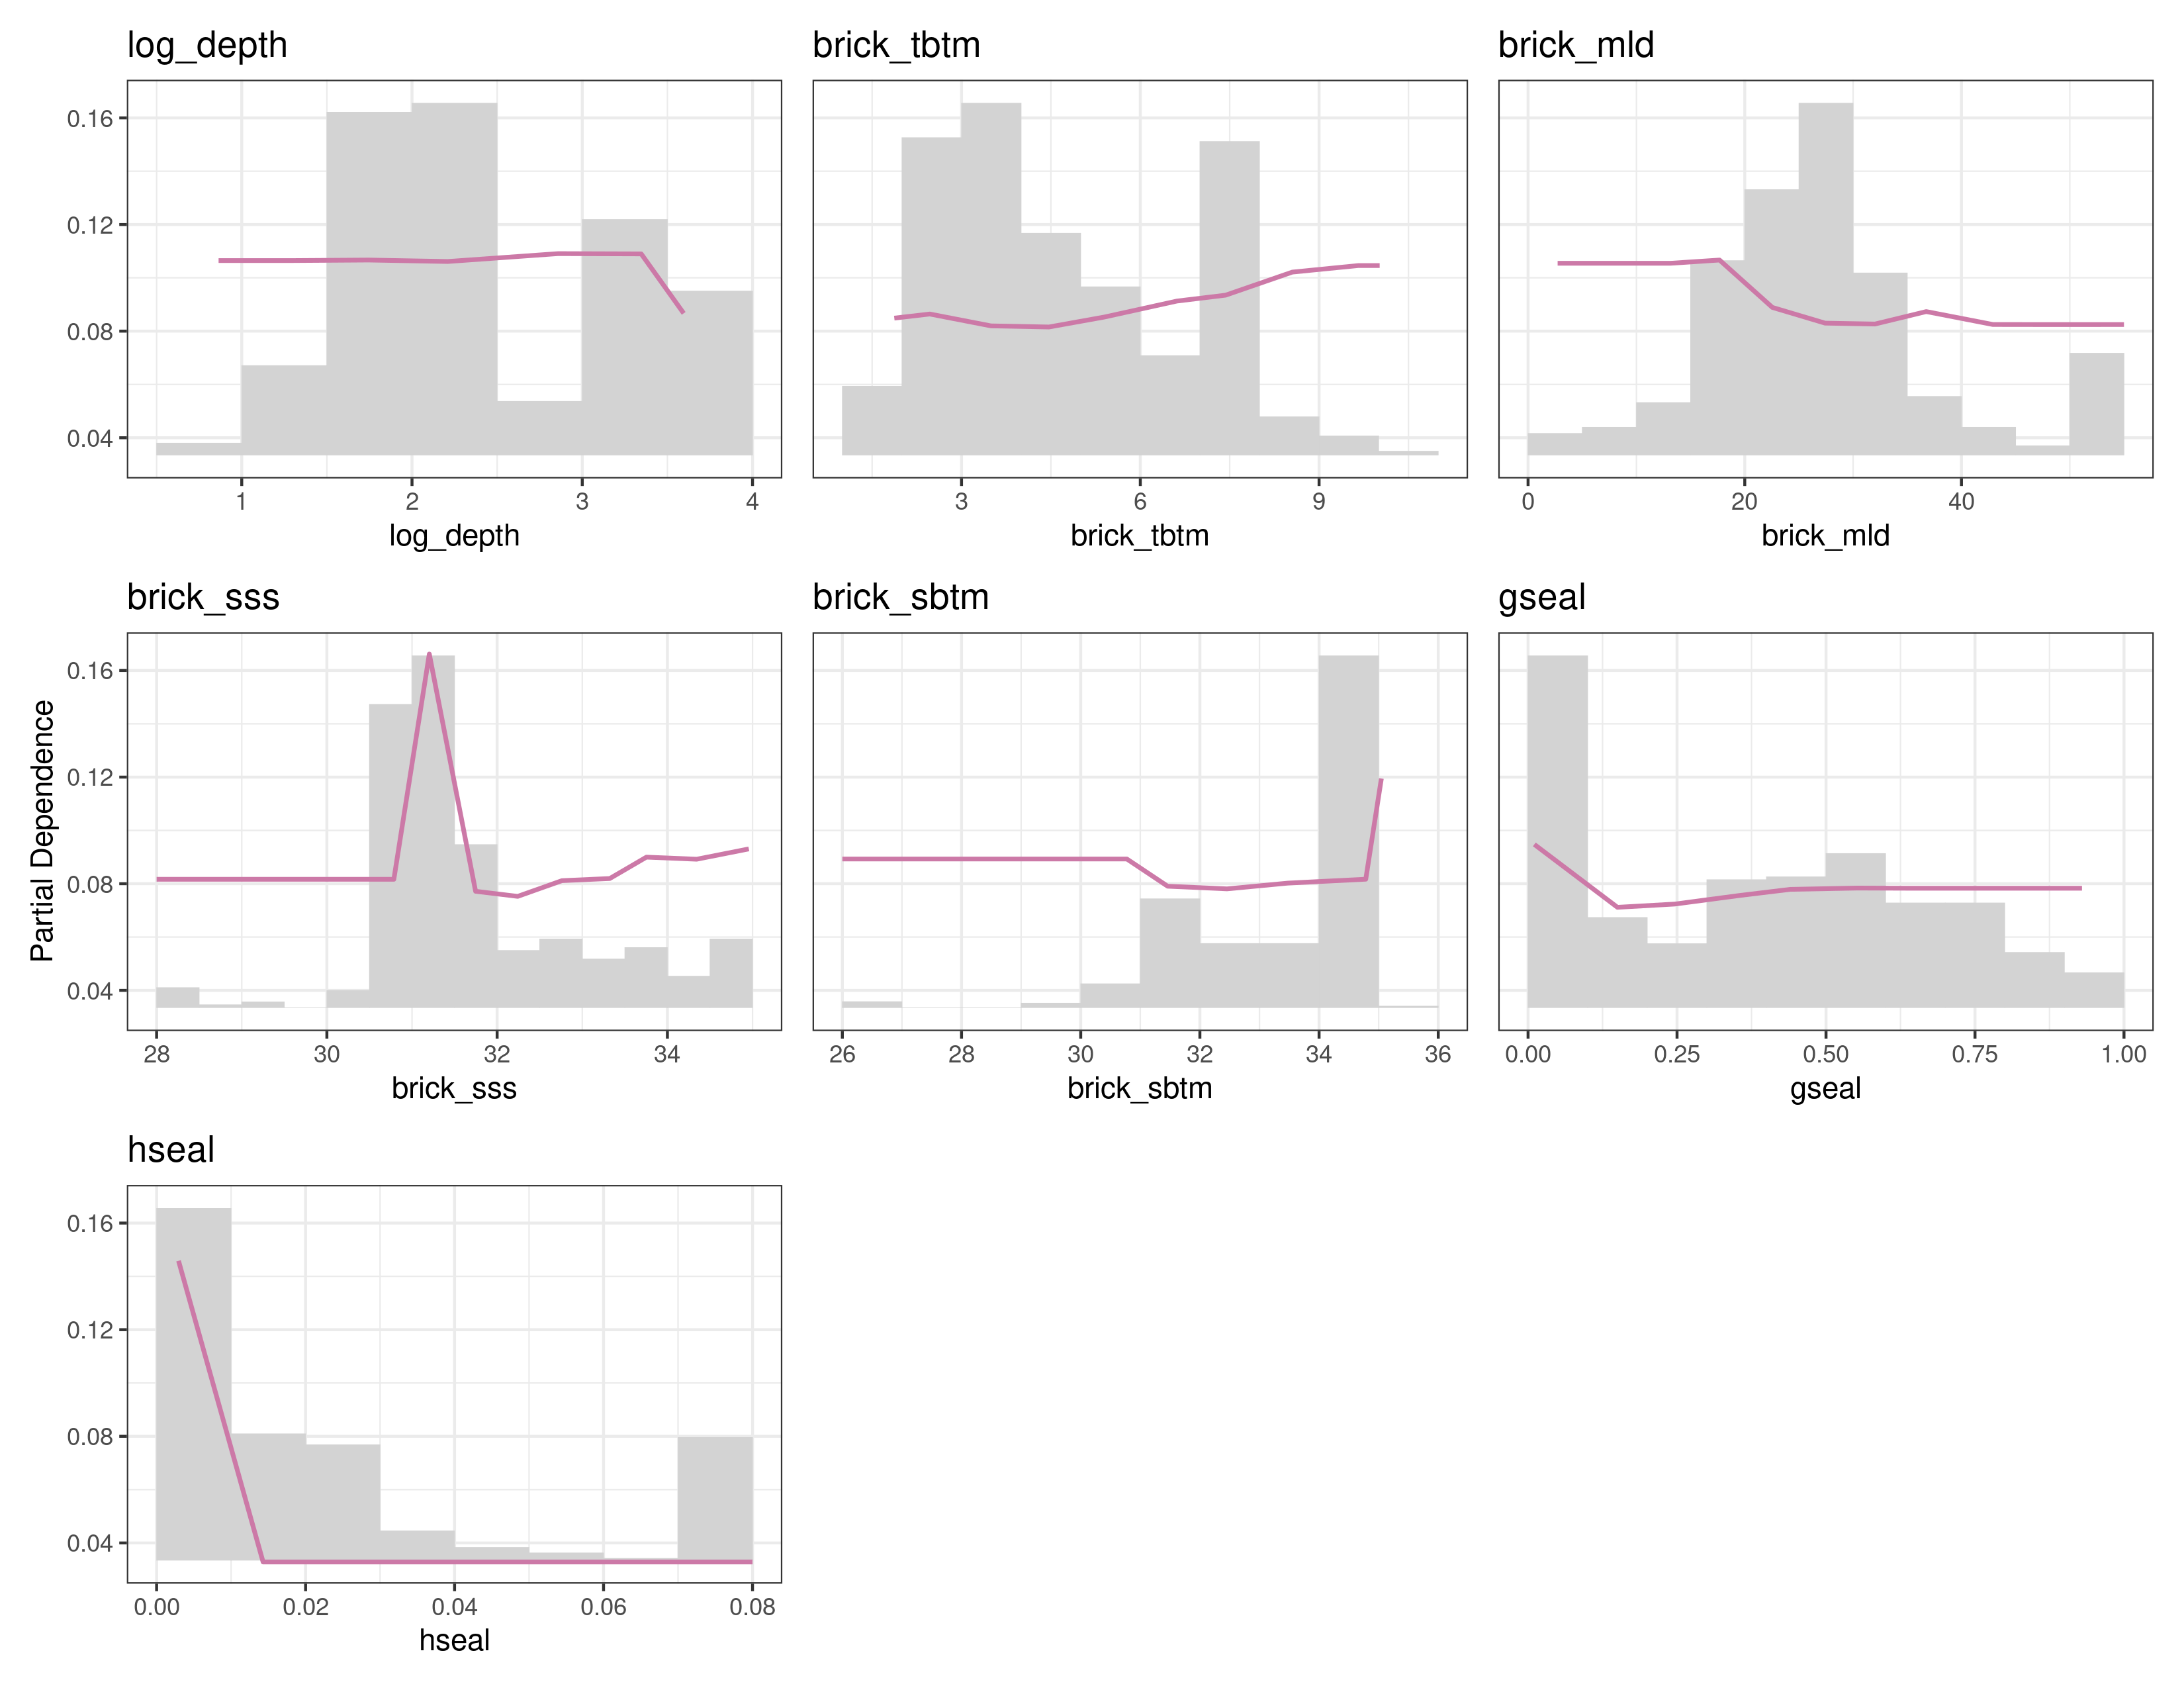 log_depth
brick_tbtm
brick_mld
0.16
0.12
0.08
0.04
1 2 3 4
3 6 9
0 20 40
log_depth
brick_tbtm
brick_mld
brick_sss
brick_sbtm
gseal
Partial Dependence
0.16
0.12
0.08
0.04
28 30 32 34
26 28 30 32 34 36
0.00 0.25 0.50 0.75 1.00
brick_sss
brick_sbtm
gseal
hseal
0.16
0.12
0.08
0.04
0.00 0.02 0.04 0.06 0.08
hseal